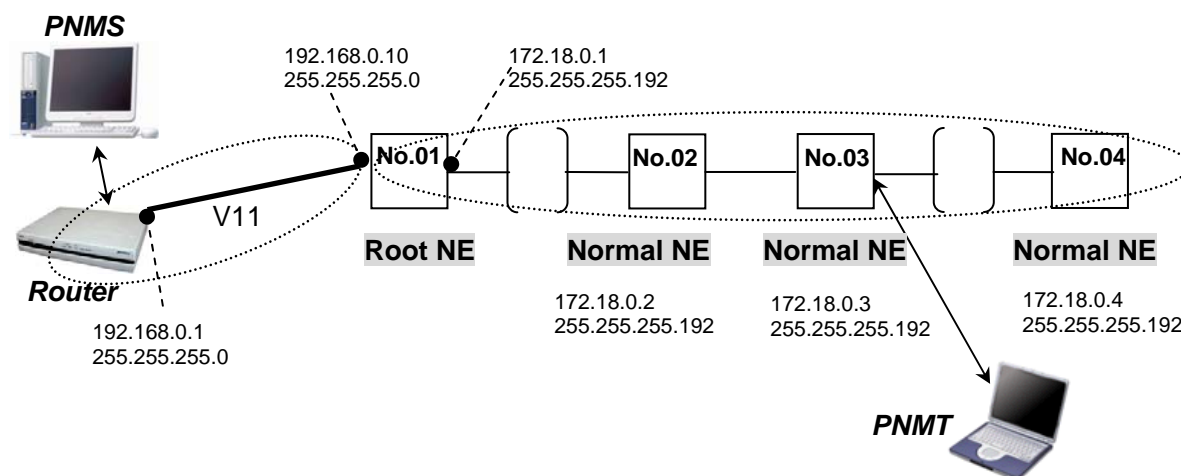 PNMS
192.168.0.10
255.255.255.0
172.18.0.1
255.255.255.192
No.01
No.02
No.03
No.04
V11
Router
Root NE
Normal NE
Normal NE
Normal NE
192.168.0.1
255.255.255.0
172.18.0.2
255.255.255.192
172.18.0.3
255.255.255.192
172.18.0.4
255.255.255.192
PNMT